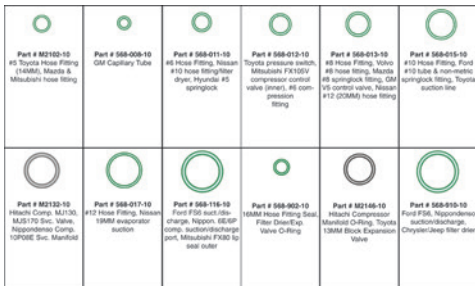 Part # M2102-10
#5 Toyota Hose Fitting
(14MM), Mazda &
Mitsubishi hose fitting
Part # 568-008-10
GM Capillary Tube
Part # 568-011-10
#6 Hose Fitting, Nissan
#10 hose fitting/filter
dryer, Hyundai #5
springlock
Part # 568-012-10
Toyota pressure switch,
Mitsubishi FX105V
compressor control
valve (inner), #6 com-
pression
fitting
Part # 568-013-10
#8 Hose Fitting, Volvo
#8 hose fitting, Mazda
#8 springlock fitting, GM
V5 control valve, Nissan
#12 (20MM) hose fitting
Part # 568-015-10
#10 Hose Fitting, Ford
#10 tube & non-metric
springlock fitting, Toyota
suction line
Part # M2132-10
Hitachi Comp. MJ130,
MJS170 Svc. Valve,
Nippondenso Comp.
10P08E Svc. Manifold
Part # 568-017-10
#12 Hose Fitting, Nissan
19MM evaporator
suction
Part # 568-116-10
Ford FS6 suct./dis-
charge, Nippon. 6E/6P
comp. suction/discharge
port, Mitsubishi FX80 lip
seal outer
Part # 568-902-10
16MM Hose Fitting Seal,
Filter Drier/Exp.
Valve O-Ring
Part # M2146-10
Hitachi Compressor
Manifold O-Ring, Toyota
13MM Block Expansion
Valve
Part # 568-910-10
Ford FS6, Nippondenso
suction/discharge,
Chrysler/Jeep filter drier